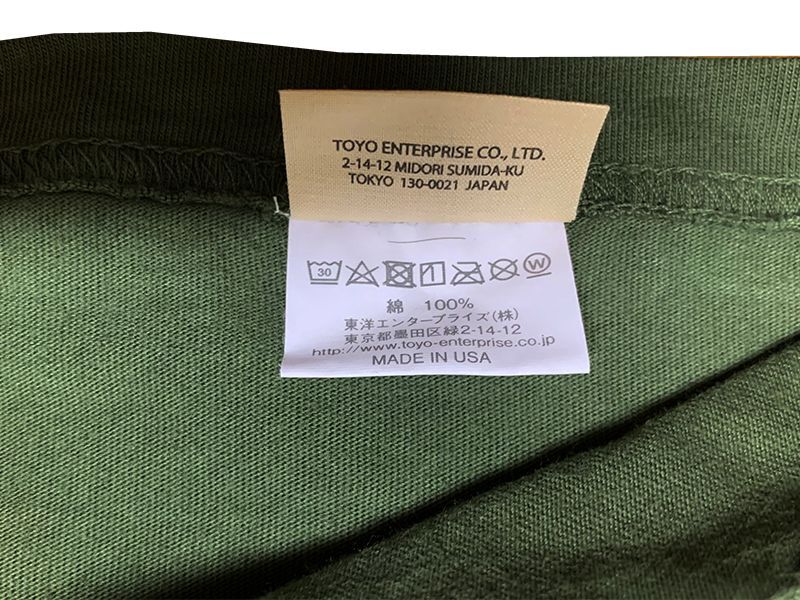 TOYO ENTERPRISE CO., LTD.
2-14-12 MIDORI SUMIDA-KU
TOKYO 130-0021 JAPAN
30
W
綿 100%
東洋エンタープライズ(株)
東京都墨田区緑2-14-12
http://www.toyo-enterprise.co.jp
MADE IN USA